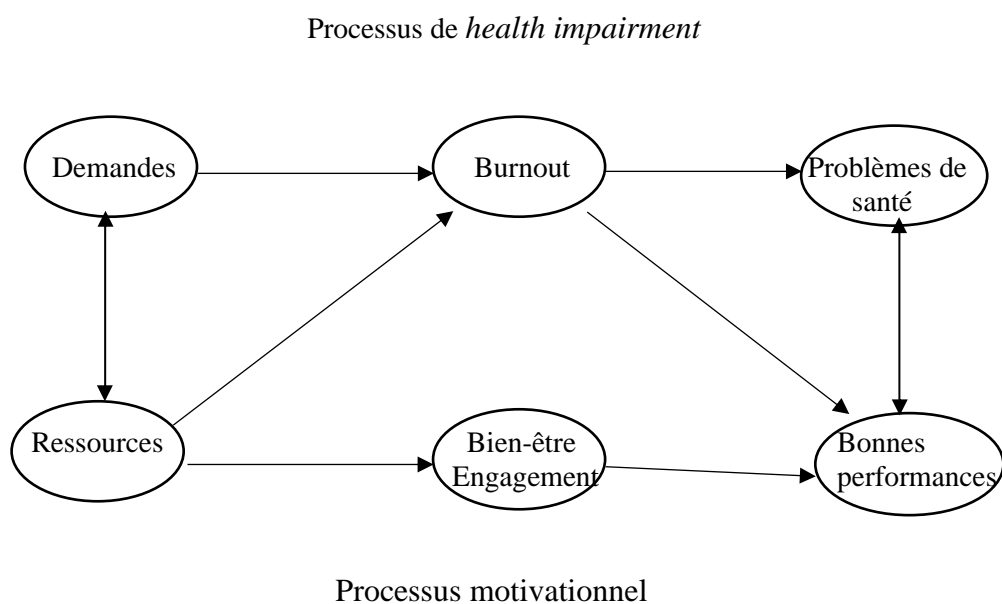 Processus de health impairment
Demandes
Burnout
Problèmes de
santé
Ressources
Bien-être
Engagement
Bonnes
performances
Processus motivationnel